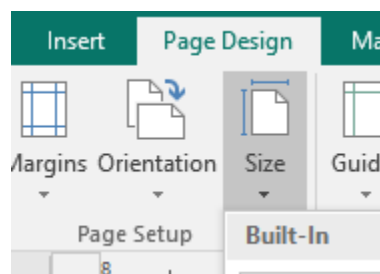 Insert Page Design Ma
Margins Orientation Size Guid
Page Setup
Built-In
8